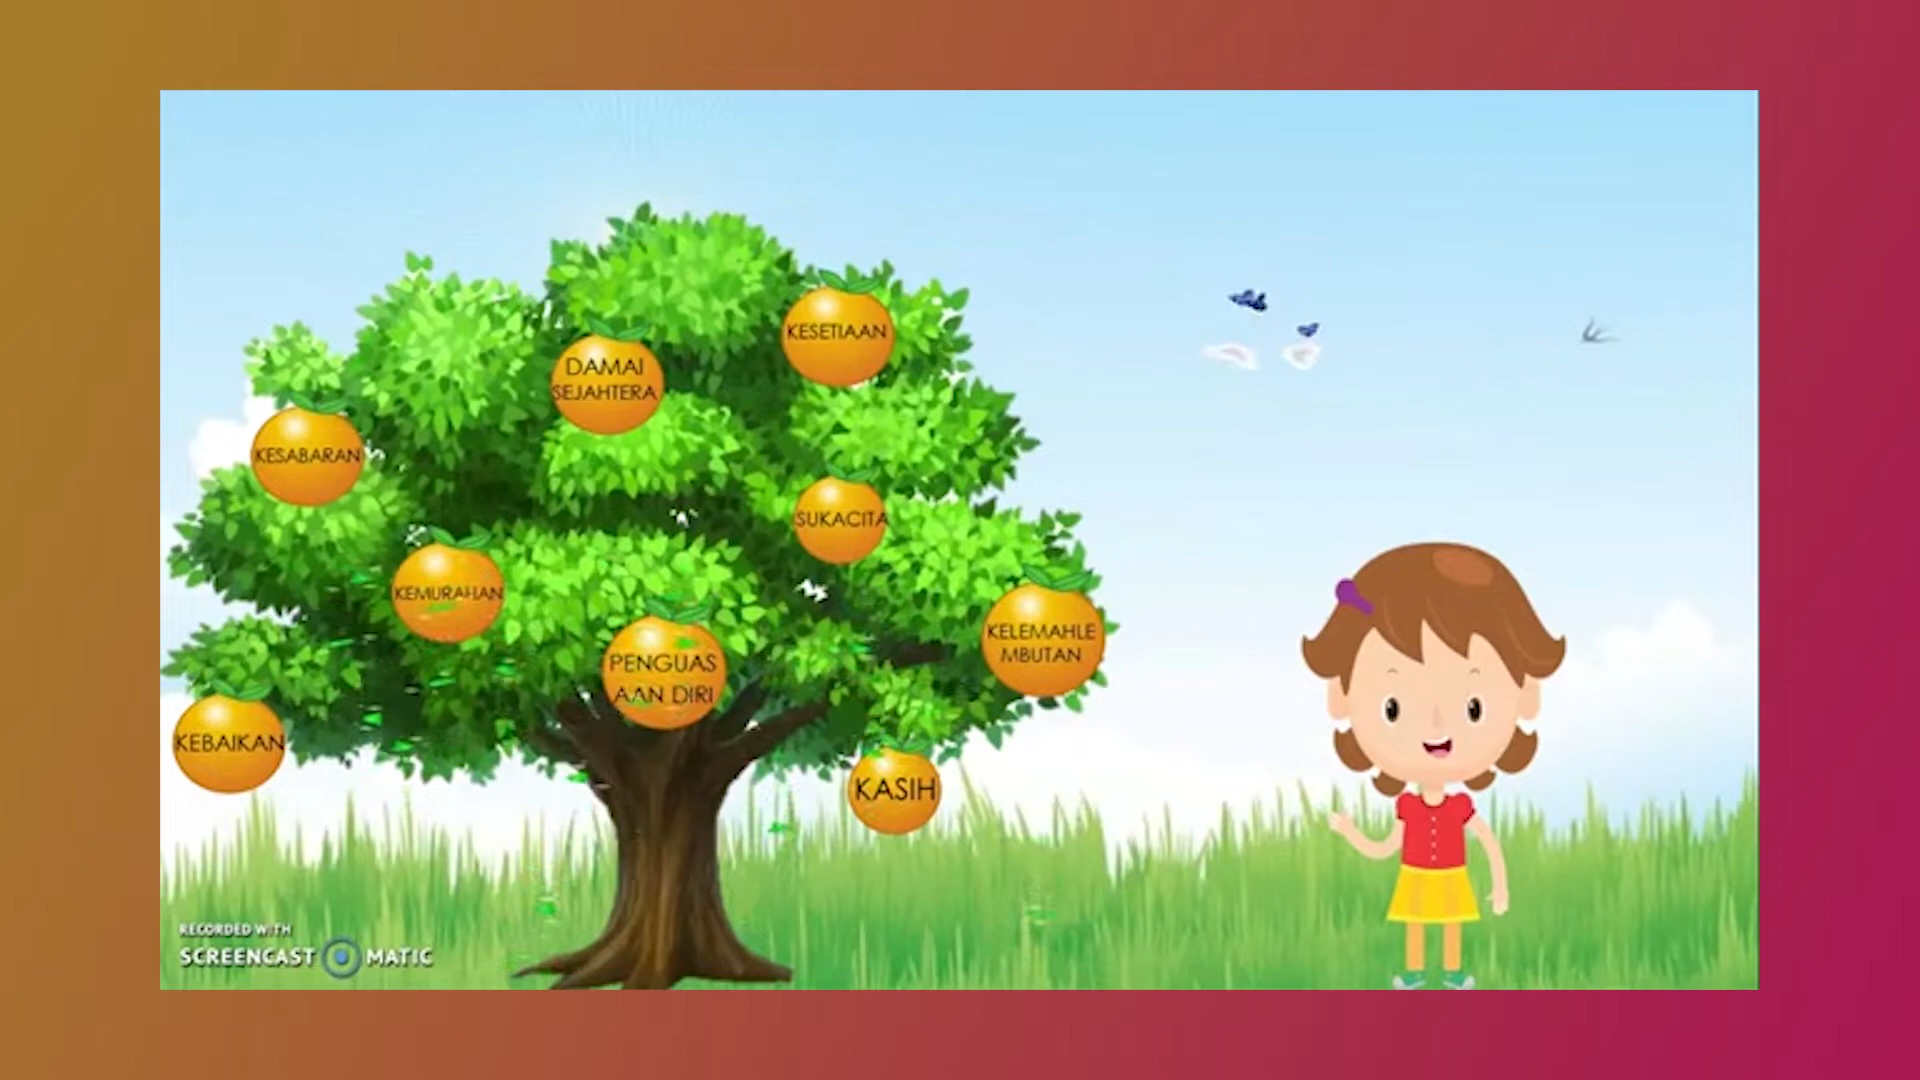 KESETIAAN
DAMAI
SEJAHTERA
KESABARAN
SUKACITA
KEMURAHAN
KELEMAHLE
MBUTAN
PENGUAS
AAN DIRI
KEBAIKAN
KASIH
RECORDED WITH
SCREENCAST MATIC